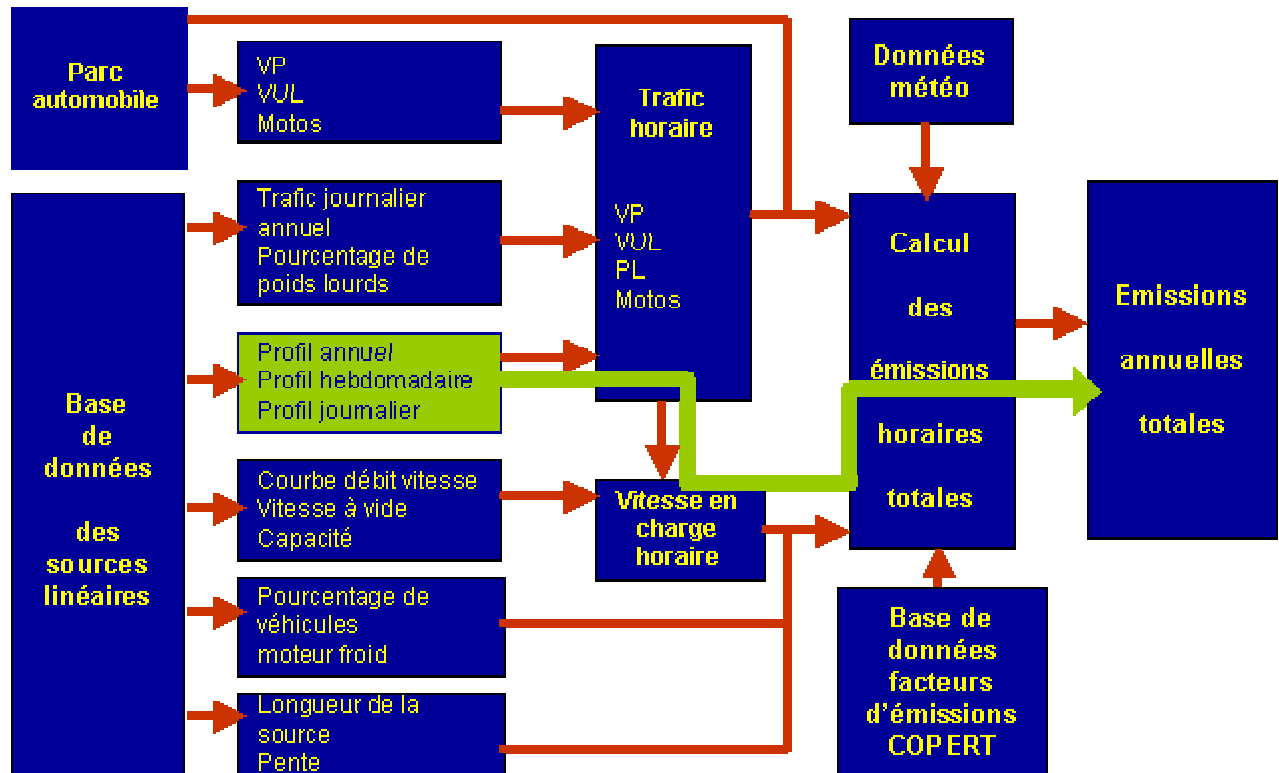 Parc
automobile
VP
VUL
Motos
Trafic
horaire
VP
VUL
PL
Motos
Données
météo
Base
de
données
des
sources
linéaires
Trafic journalier
annuel
Pourcentage de
poids lourds
Profil annuel
Profil hebdomadaire
Profil journalier
Courbe débit vitesse
Vitesse à vide
Capacité
Pourcentage de
véhicules
moteur froid
Longueur de la
source
Pente
Vitesse en
charge
horaire
Calcul
des
émissions
horaires
totales
Base de
données
facteurs
d'émissions
COPERT
Emissions
annuelles
totales